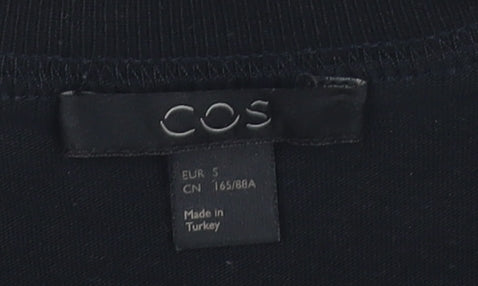 COS
EUR S
CN 165/88A
Made in
Turkey